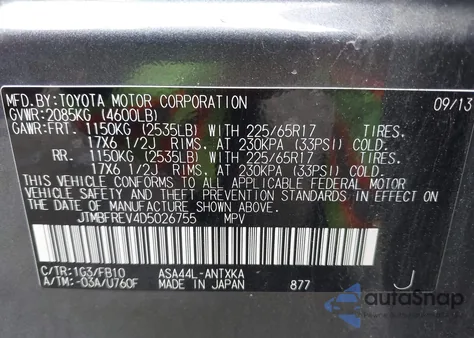 MFD.BY:TOYOTA MOTOR CORPORATION 09/13
GVWR:2085KG (4600LB)
GAWR:FRT. 1150KG (2535LB) WITH 225/65R17 TIRES.
17X6 1/2J RIMS. AT 230KPA (33PSI) COLD.
RR. 1150KG (2535LB) WITH 225/65R17 TIRES.
17X6 1/2J RIMS. AT 230KPA (33PSI) COLD.
THIS VEHICLE CONFORMS TO ALL APPLICABLE FEDERAL MOTOR
VEHICLE SAFETY AND THEFT PREVENTION STANDARDS IN EFFECT ON
THE DATE OF MANUFACTURE SHOWN ABOVE.
JTMBFREV4D5026755 MPV
C/TR:1G3/FB10 ASA44L-ANTXKA J
A/TM:-03A/U760F MADE IN JAPAN 877
autoSnap